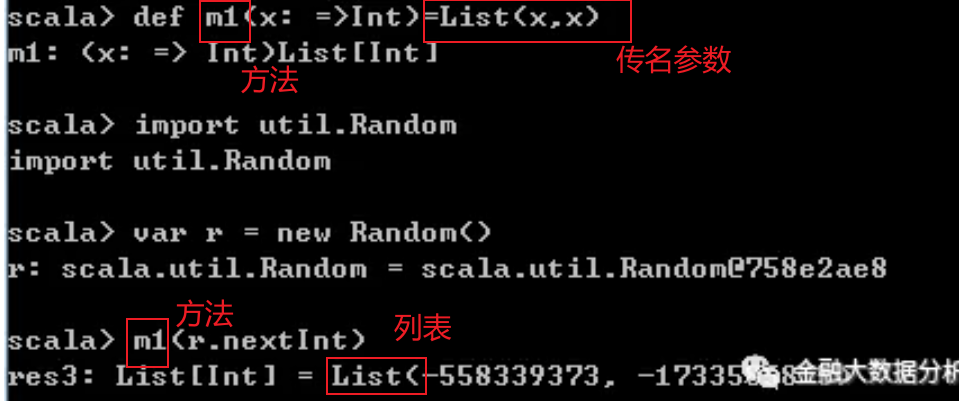 scala> def m1(x: =>Int)=List(x,x)
m1: (x: => Int)List[Int]
传名参数
方法
scala> import util.Random
import util.Random
scala> var r = new Random()
r: scala.util.Random = scala.util.Random@758e2ae8
方法
列表
scala> m1(r.nextInt)
res3: List[Int] = List(-558339373,
金融大数据分析